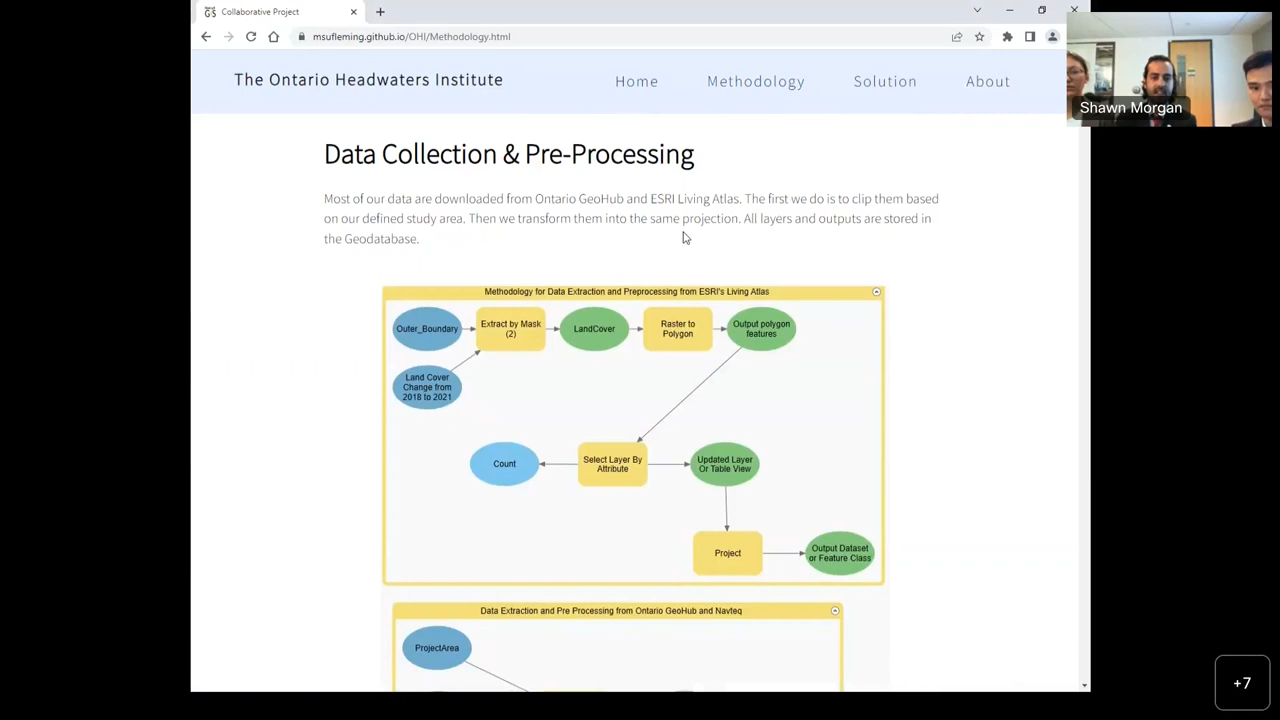 Collaborative Project
msufleming.github.io/OHI/Methodology.html
The Ontario Headwaters Institute
Home
Methodology
Solution
About
Shawn Morgan
Data Collection & Pre-Processing
Most of our data are downloaded from Ontario GeoHub and ESRI Living Atlas. The first we do is to clip them based
on our defined study area. Then we transform them into the same projection. All layers and outputs are stored in
the Geodatabase.
Methodology for Data Extraction and Preprocessing from ESRI's Living Atlas
Outer_Boundary
Extract by Mask
(2)
LandCover
Raster to
Polygon
Output polygon
features
Land Cover
Change from
2018 to 2021
Count
Select Layer By
Attribute
Updated Layer
Or Table View
Project
Output Dataset
or Feature Class
Data Extraction and Pre Processing from Ontario GeoHub and Navteq
ProjectArea
+7